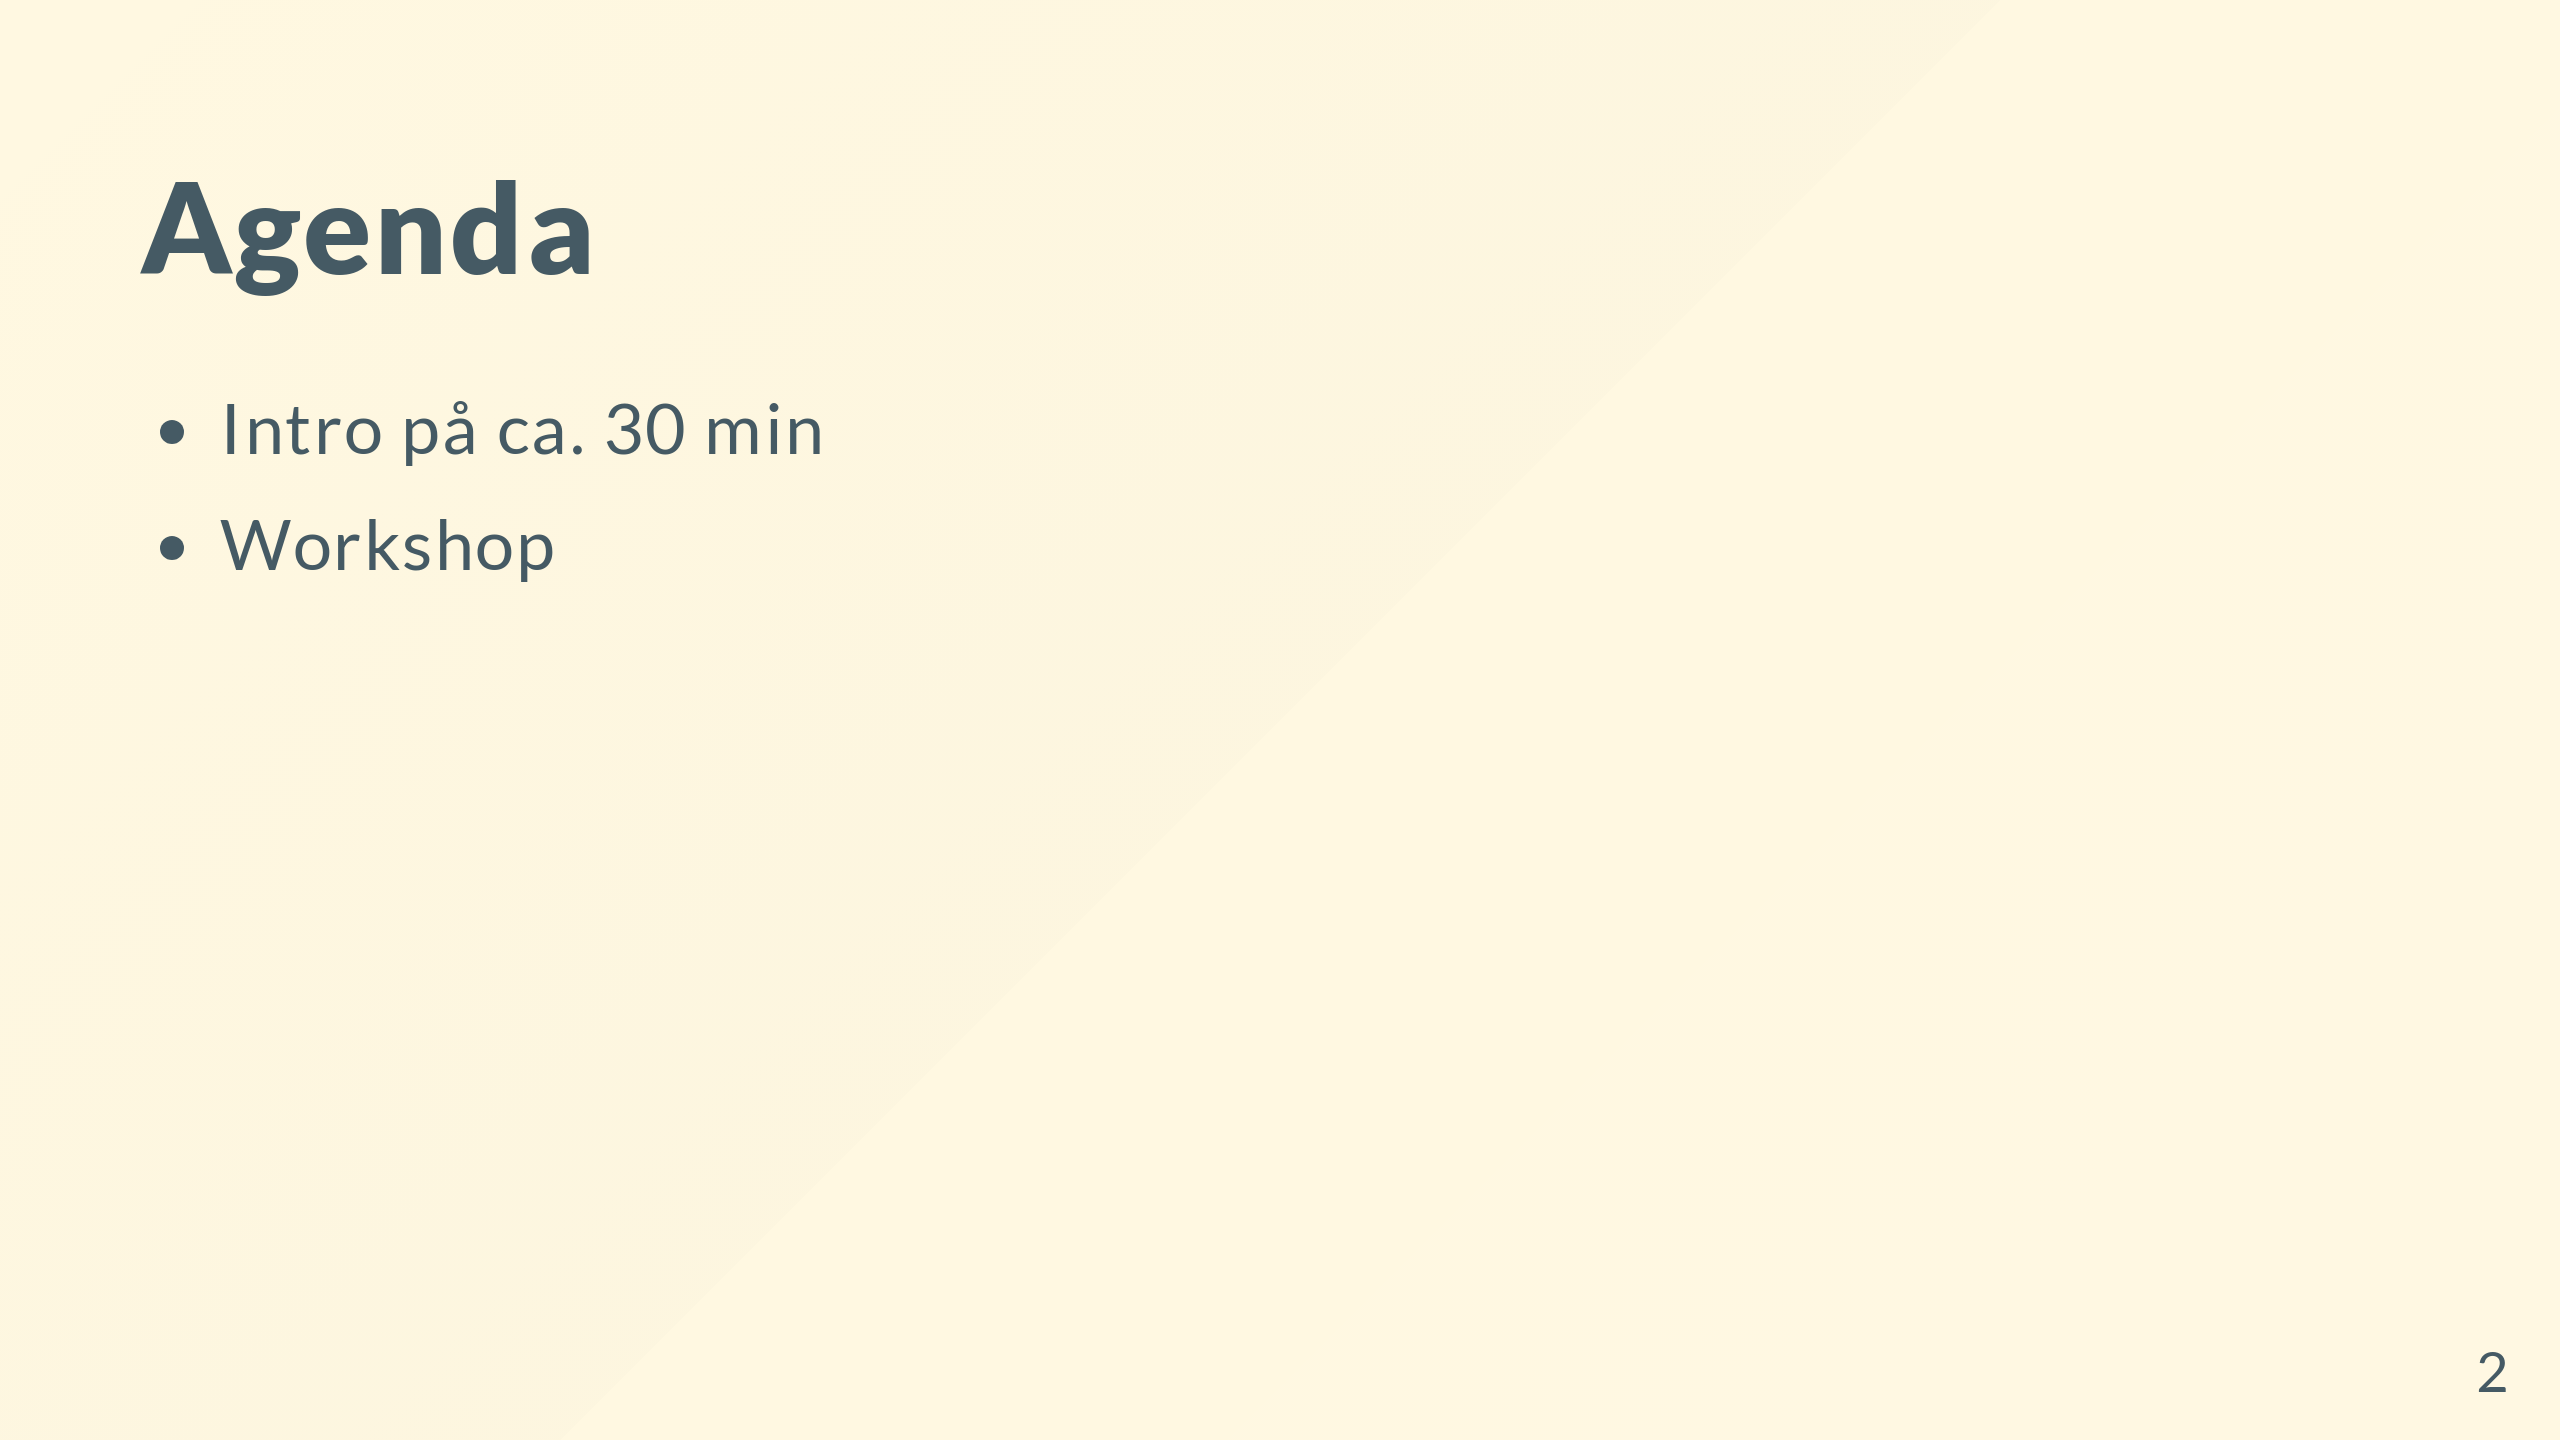 Agenda
• Intro på ca. 30 min
• Workshop
2